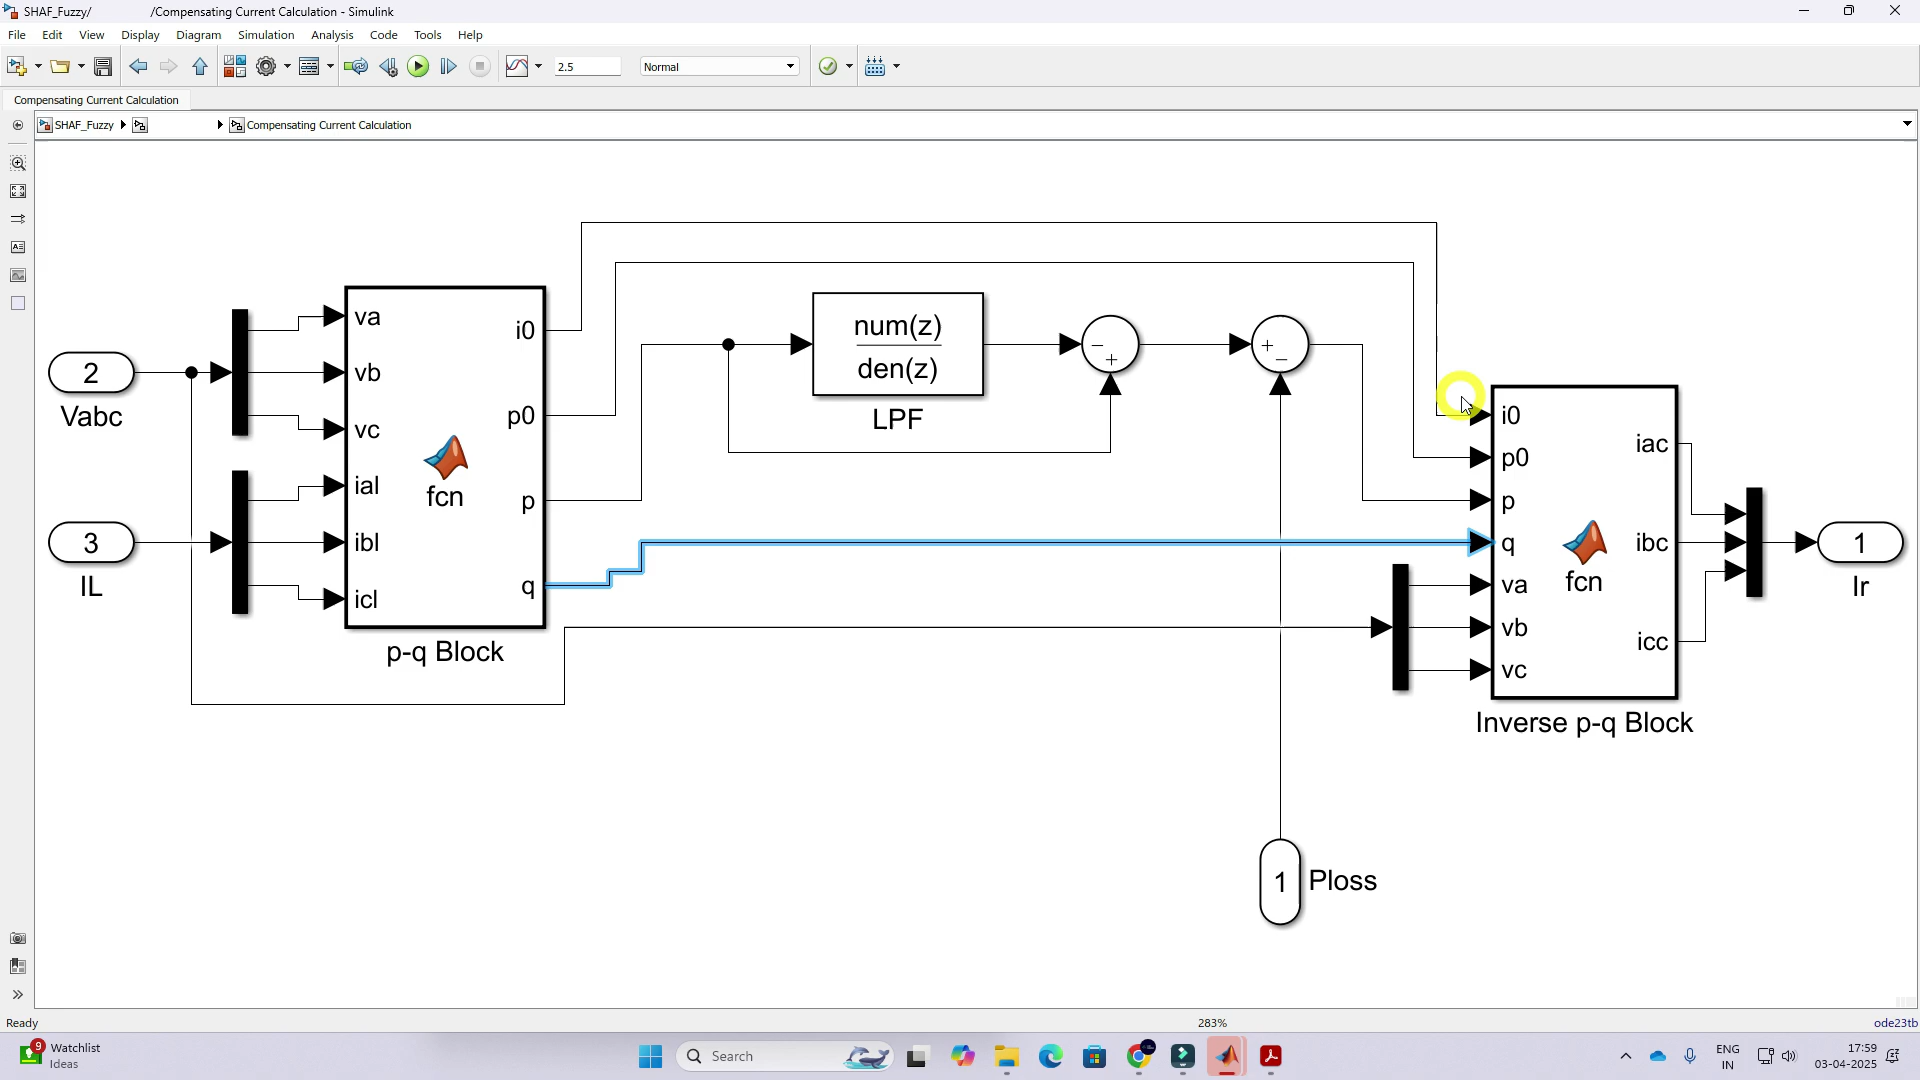 SHAF_Fuzzy/ /Compensating Current Calculation - Simulink
File Edit View Display Diagram Simulation Analysis Code Tools Help
2.5 Normal
Compensating Current Calculation
SHAF_Fuzzy Compensating Current Calculation
va
vb
vc
ial
ibl
icl
i0
p0
p
q
fcn
p-q Block
2
Vabc
3
IL
num(z)
den(z)
LPF
− +
+ −
i0
p0
p
q
va
vb
vc
iac
ibc
icc
fcn
Inverse p-q Block
1
Ir
1 Ploss
Ready 283% ode23tb
9 Watchlist
Ideas
Search
ENG
IN
17:59
03-04-2025